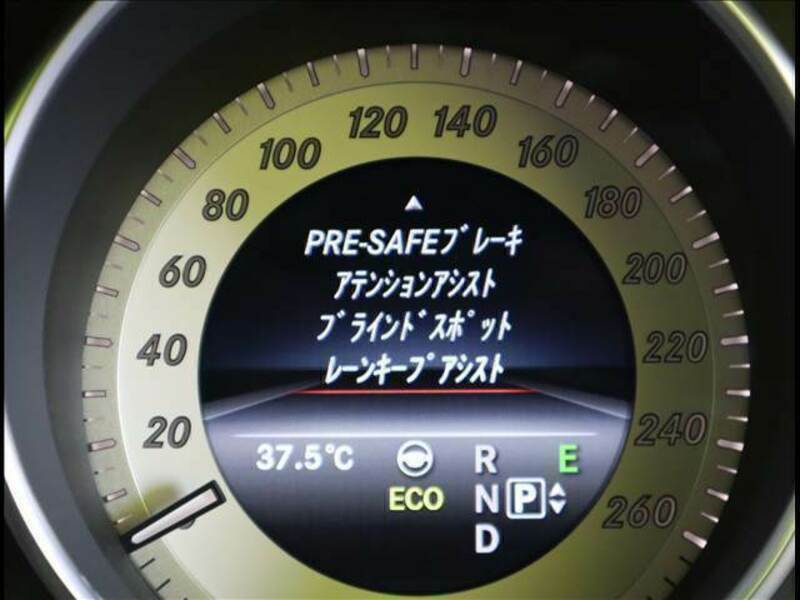 120 140
100 160
80 180
60 200
40 220
20 240
260
PRE-SAFEブレーキ
アテンションアシスト
ブラインドスポット
レーンキープアシスト
37.5℃ R E
ECO N P
D